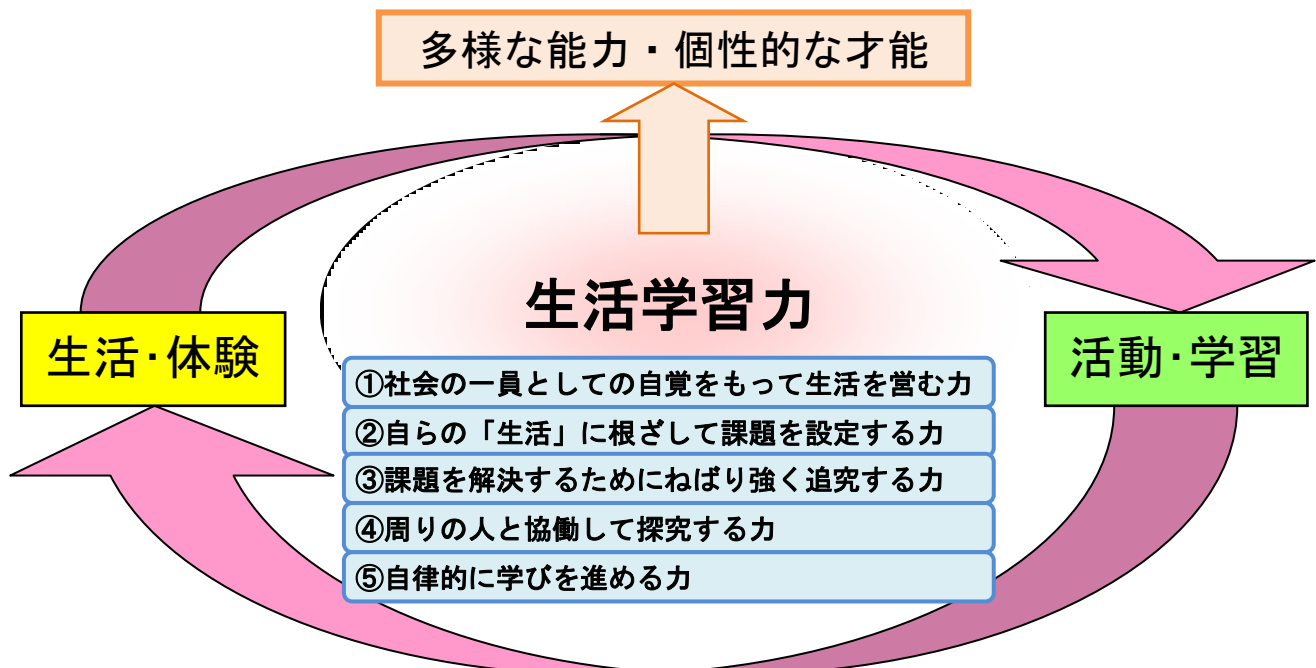 多様な能力・個性的な才能
生活学習力
生活・体験
活動・学習
①社会の一員としての自覚をもって生活を営む力
②自らの「生活」に根ざして課題を設定する力
③課題を解決するためにねばり強く追究する力
④周りの人と協働して探究する力
⑤自律的に学びを進める力